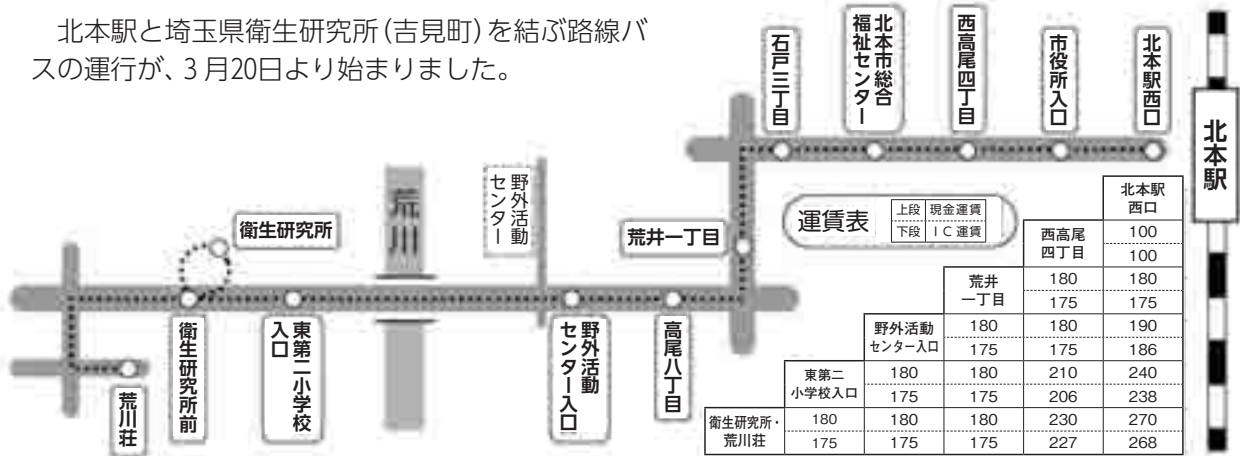 北本駅と埼玉県衛生研究所(吉見町)を結ぶ路線バ
スの運行が、3月20日より始まりました。
石戸三丁目
北本市総合
福祉センター
西高尾四丁目
市役所入口
北本駅西口
北本駅
野外活動
センター
荒川
衛生研究所
荒井一丁目
衛生研究所前
東第二小学校
入口
野外活動
センター入口
高尾八丁目
荒川荘
運賃表
上段 現金運賃
下段 IC運賃
北本駅
西口
西高尾
四丁目
100
100
荒井
一丁目
180 180
175 175
野外活動
センター入口
180 180 190
175 175 186
東第二
小学校入口
180 180 210 240
175 175 206 238
衛生研究所・
荒川荘
180 180 180 230 270
175 175 175 227 268